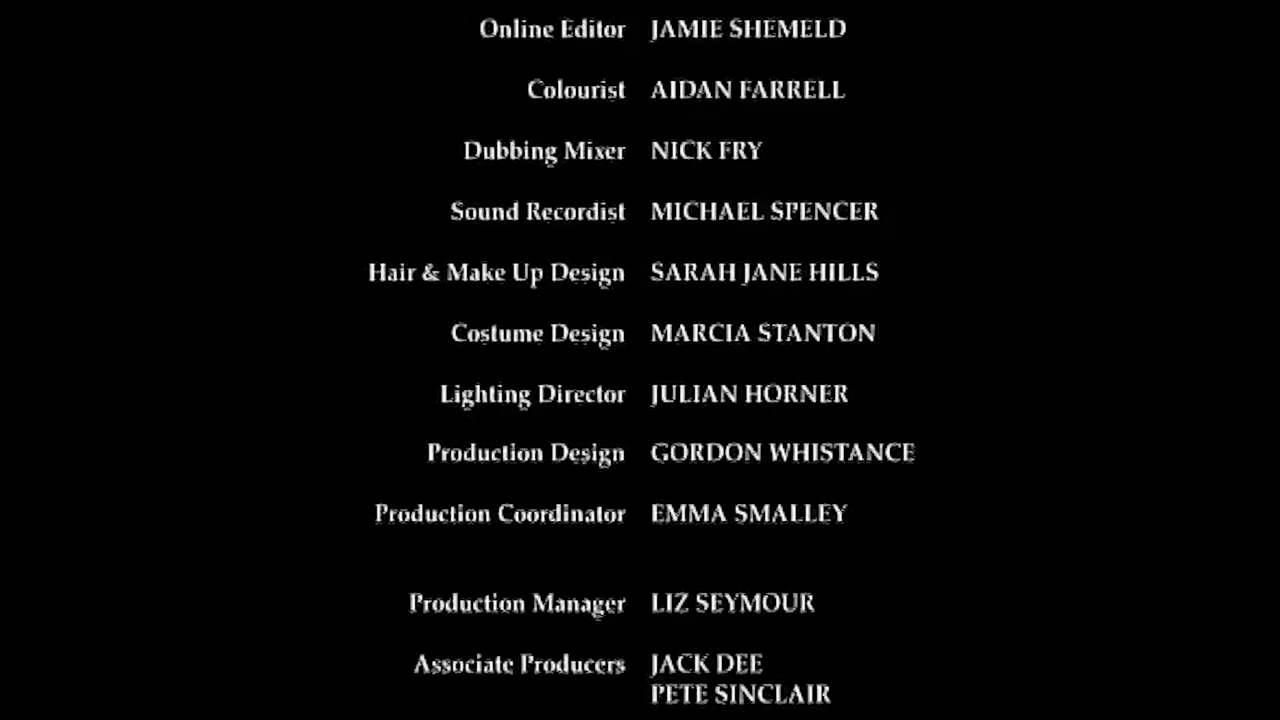 Online Editor JAMIE SHEMELD
Colourist AIDAN FARRELL
Dubbing Mixer NICK FRY
Sound Recordist MICHAEL SPENCER
Hair & Make Up Design SARAH JANE HILLS
Costume Design MARCIA STANTON
Lighting Director JULIAN HORNER
Production Design GORDON WHISTANCE
Production Coordinator EMMA SMALLEY
Production Manager LIZ SEYMOUR
Associate Producers JACK DEE
PETE SINCLAIR